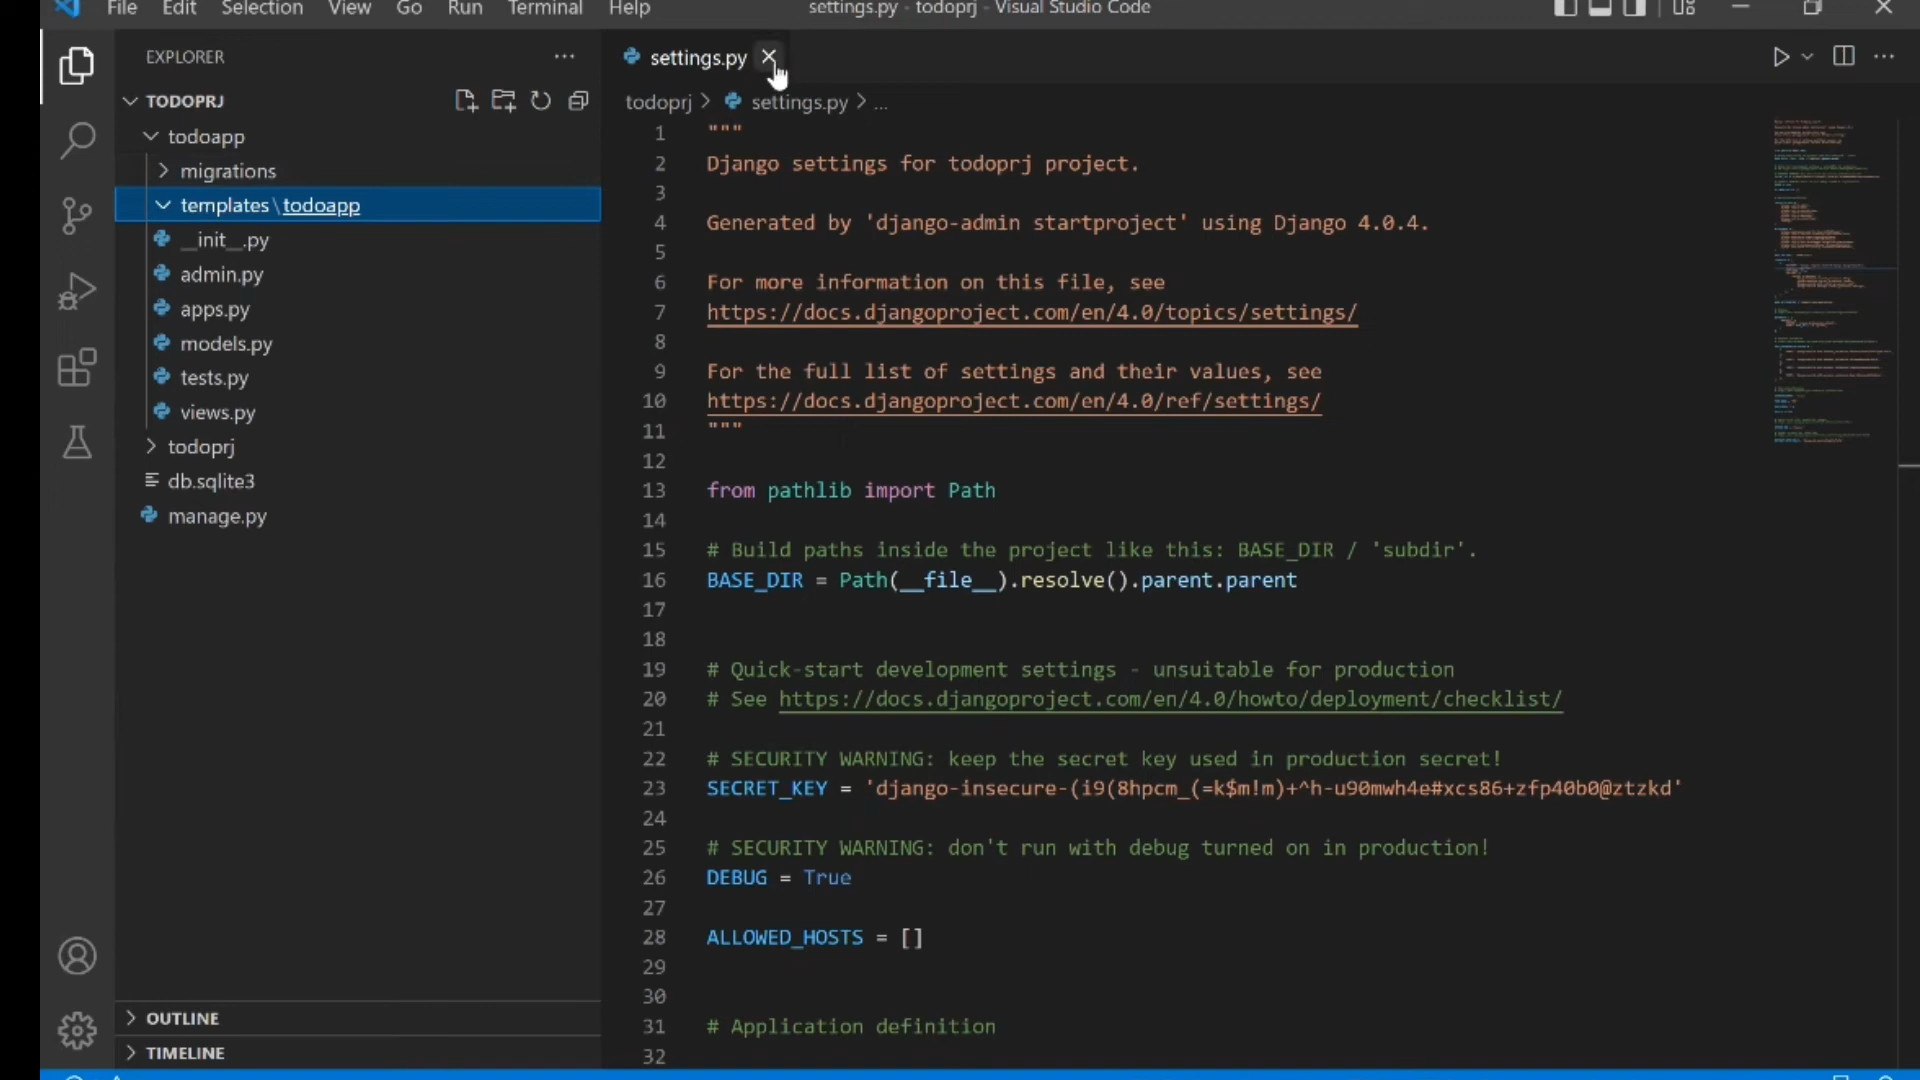 File Edit Selection View Go Run Terminal Help
settings.py - todoprj - Visual Studio Code
EXPLORER
TODOPRJ
todoapp
migrations
templates\todoapp
__init__.py
admin.py
apps.py
models.py
tests.py
views.py
todoprj
db.sqlite3
manage.py
OUTLINE
TIMELINE
settings.py
todoprj > settings.py > ...
1 """
2 Django settings for todoprj project.
3
4 Generated by 'django-admin startproject' using Django 4.0.4.
5
6 For more information on this file, see
7 https://docs.djangoproject.com/en/4.0/topics/settings/
8
9 For the full list of settings and their values, see
10 https://docs.djangoproject.com/en/4.0/ref/settings/
11 """
12
13 from pathlib import Path
14
15 # Build paths inside the project like this: BASE_DIR / 'subdir'.
16 BASE_DIR = Path(__file__).resolve().parent.parent
17
18
19 # Quick-start development settings - unsuitable for production
20 # See https://docs.djangoproject.com/en/4.0/howto/deployment/checklist/
21
22 # SECURITY WARNING: keep the secret key used in production secret!
23 SECRET_KEY = 'django-insecure-(i9(8hpcm_(=k$m!m)+^h-u90mwh4e#xcs86+zfp40b0@ztzkd'
24
25 # SECURITY WARNING: don't run with debug turned on in production!
26 DEBUG = True
27
28 ALLOWED_HOSTS = []
29
30
31 # Application definition
32